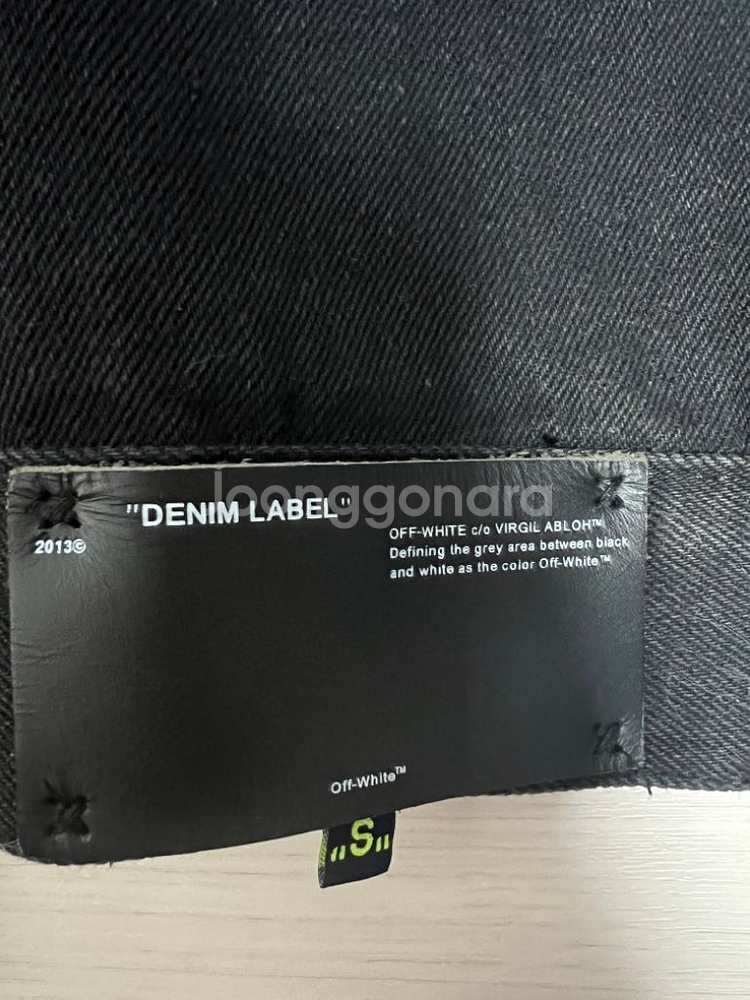 "DENIM LABEL"
loonggonara
2013©
OFF-WHITE c/o VIRGIL ABLOH™
Defining the grey area between black
and white as the color Off-White™
Off-White™
"S"